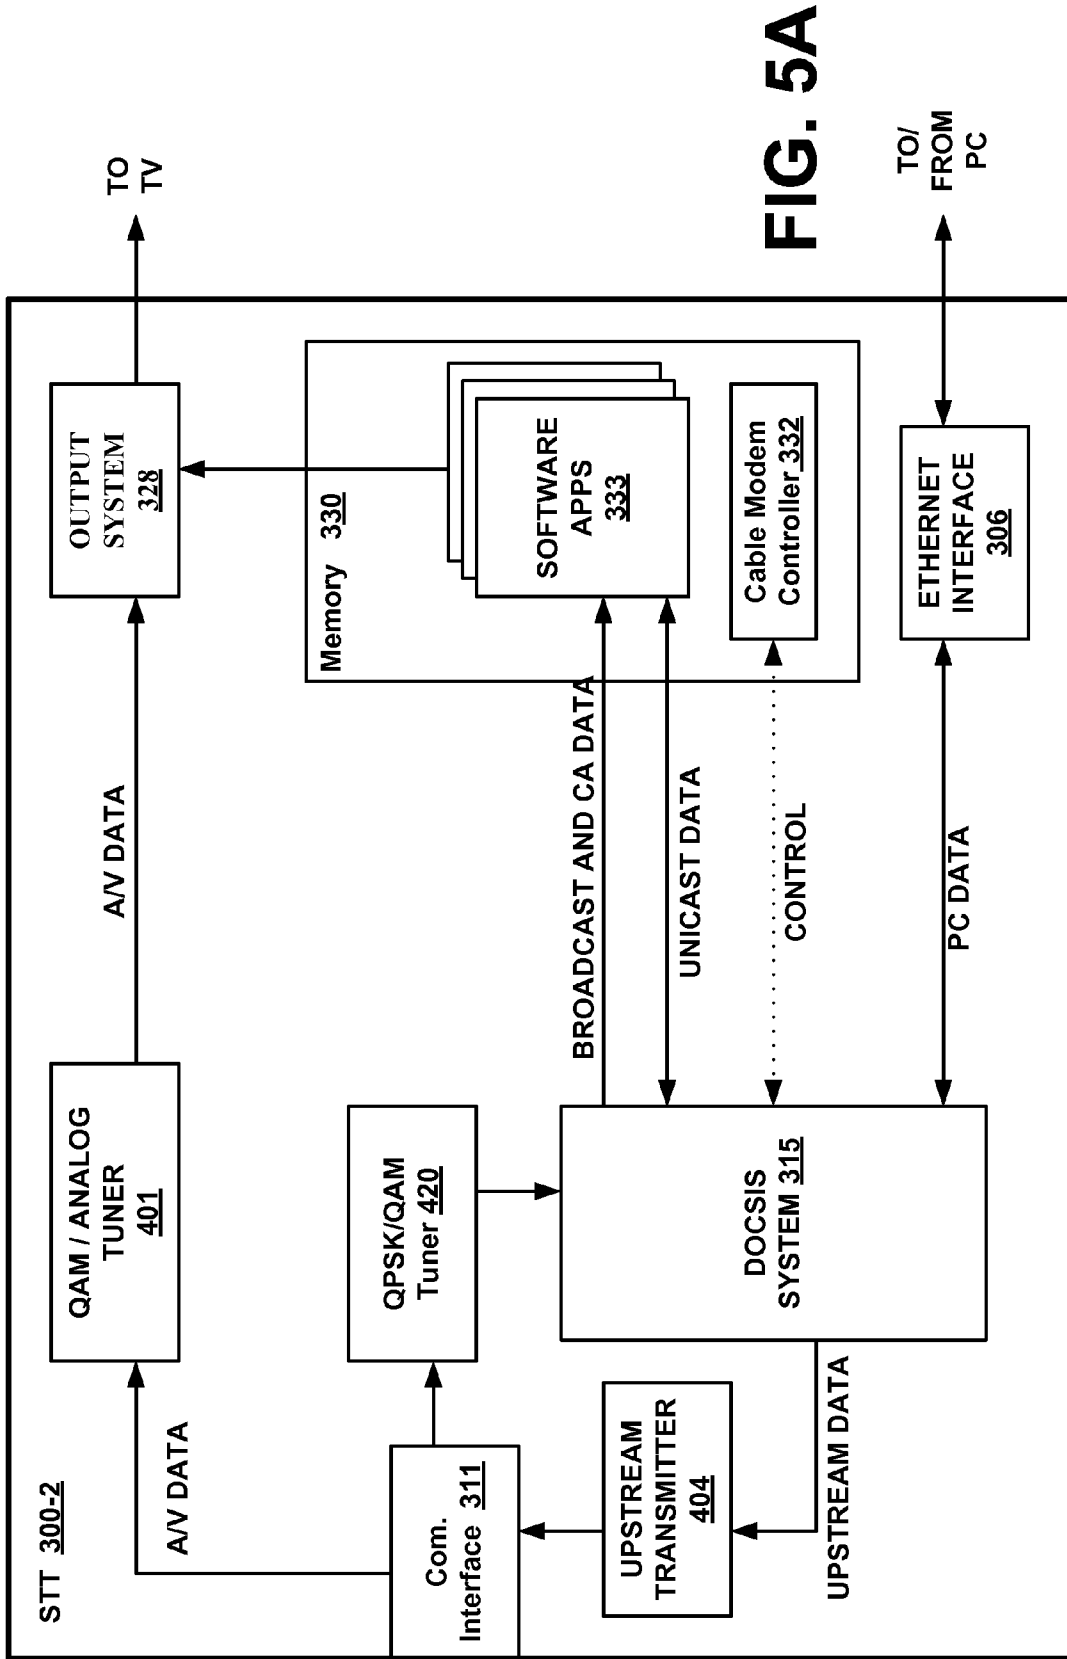 STT 300-2
A/V DATA
QAM / ANALOG
TUNER
401
A/V DATA
OUTPUT
SYSTEM
328
TO
TV
Com.
Interface 311
QPSK/QAM
Tuner 420
Memory 330
SOFTWARE
APPS
333
Cable Modem
Controller 332
BROADCAST AND CA DATA
UNICAST DATA
CONTROL
UPSTREAM
TRANSMITTER
404
DOCSIS
SYSTEM 315
UPSTREAM DATA
PC DATA
ETHERNET
INTERFACE
306
TO/
FROM
PC
FIG. 5A